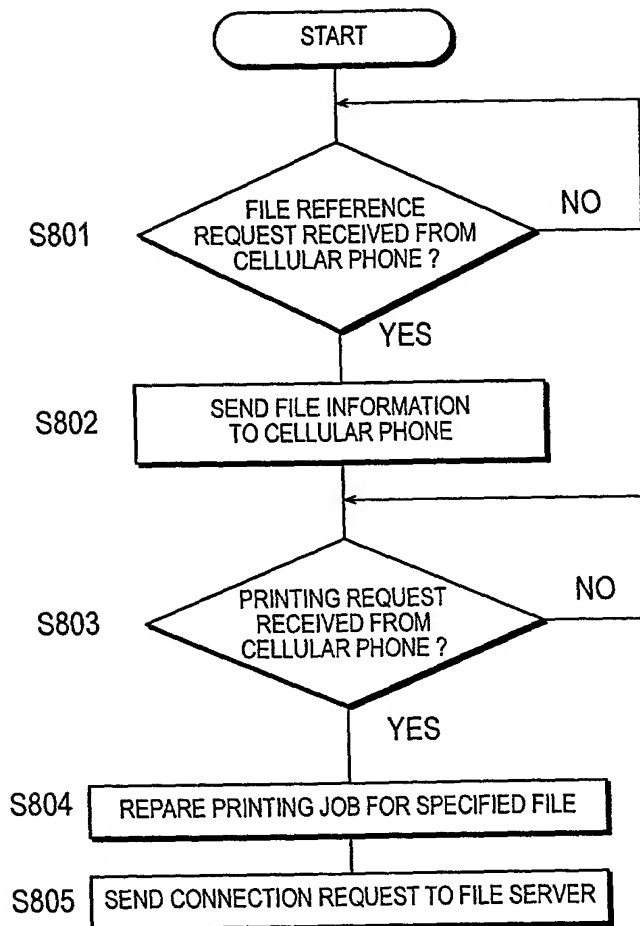 START
FILE REFERENCE
REQUEST RECEIVED FROM
CELLULAR PHONE ?
S801
NO
YES
SEND FILE INFORMATION
TO CELLULAR PHONE
S802
PRINTING REQUEST
RECEIVED FROM
CELLULAR PHONE ?
S803
NO
YES
S804
REPARE PRINTING JOB FOR SPECIFIED FILE
S805
SEND CONNECTION REQUEST TO FILE SERVER